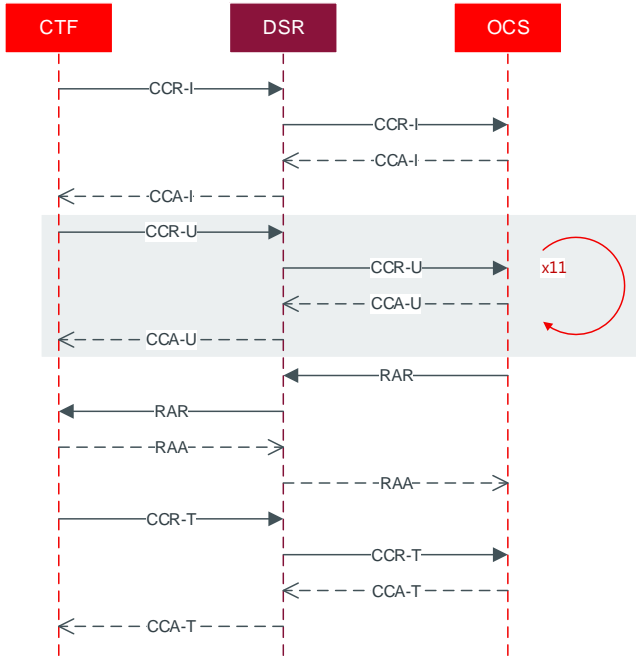 CTF
DSR
OCS
CCR-I
CCR-I
CCA-I
CCA-I
CCR-U
CCR-U
x11
CCA-U
CCA-U
RAR
RAR
RAA
RAA
CCR-T
CCR-T
CCA-T
CCA-T